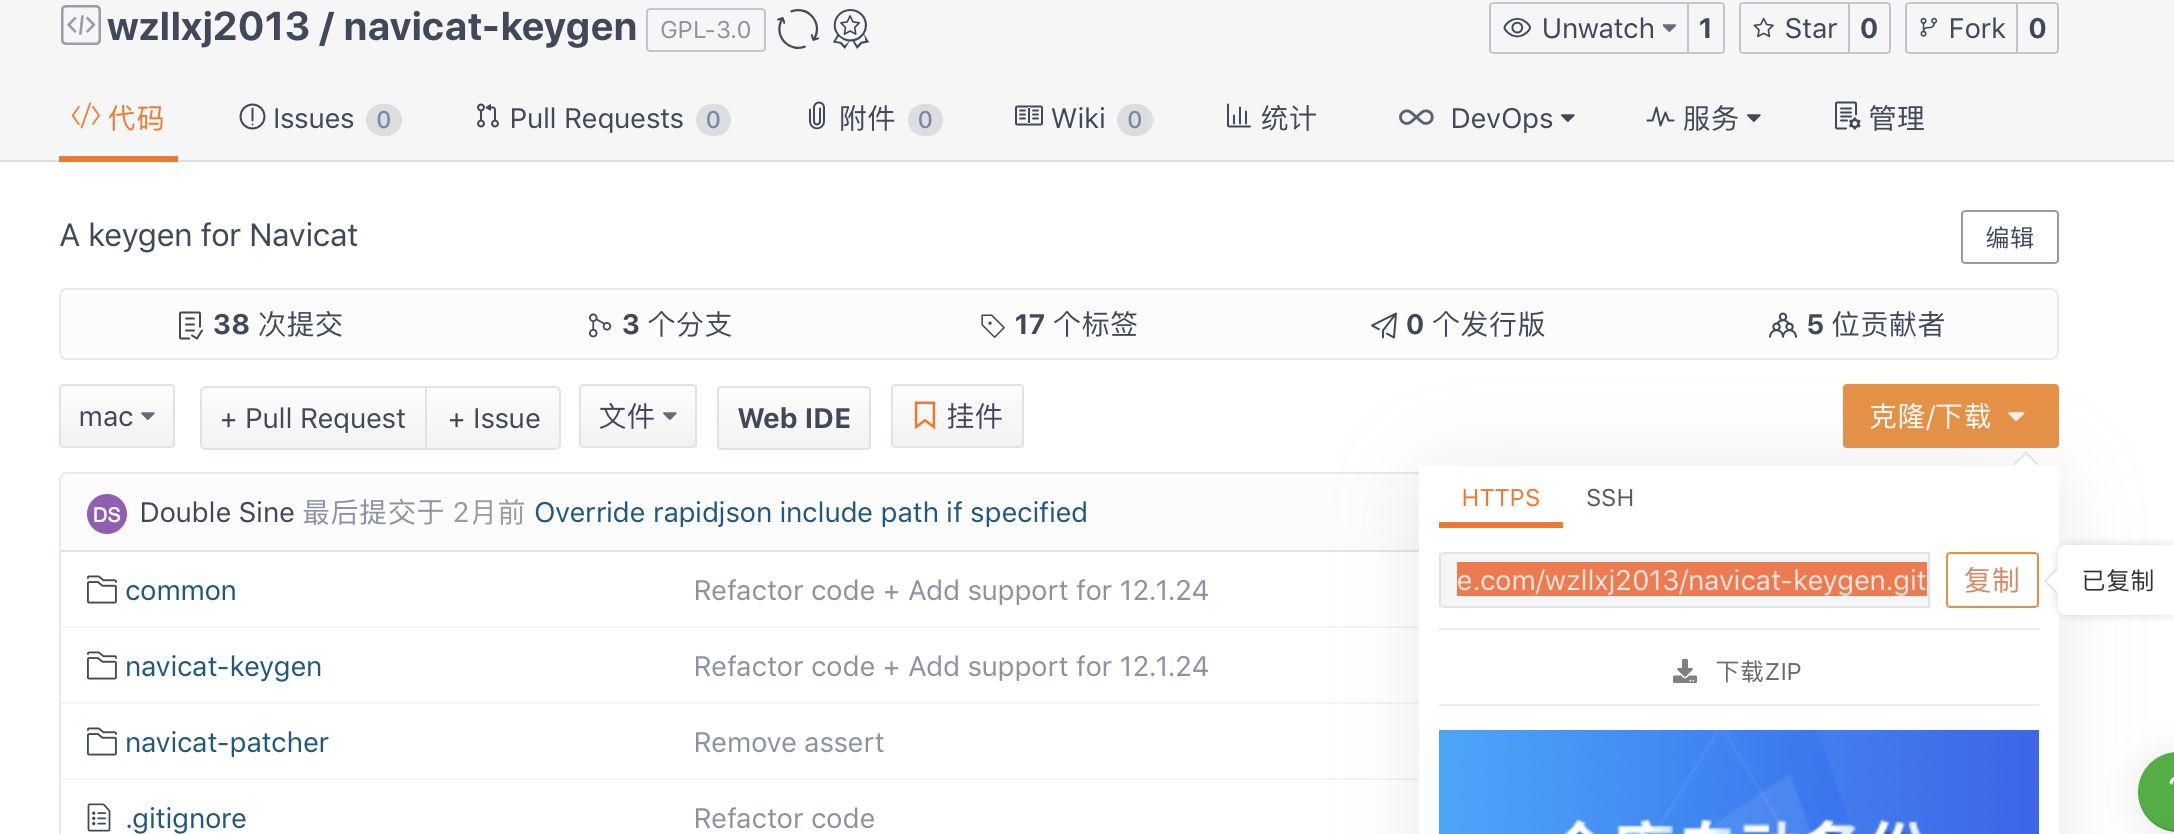 wzllxj2013 / navicat-keygen GPL-3.0 Unwatch 1 Star 0 Fork 0
代码 Issues 0 Pull Requests 0 附件 0 Wiki 0 统计 DevOps 服务 管理
A keygen for Navicat 编辑
38 次提交 3 个分支 17 个标签 0 个发行版 5 位贡献者
mac + Pull Request + Issue 文件 Web IDE 挂件 克隆/下载
DS Double Sine 最后提交于 2月前 Override rapidjson include path if specified
HTTPS SSH
e.com/wzllxj2013/navicat-keygen.git 复制 已复制
下载ZIP
common Refactor code + Add support for 12.1.24
navicat-keygen Refactor code + Add support for 12.1.24
navicat-patcher Remove assert
.gitignore Refactor code